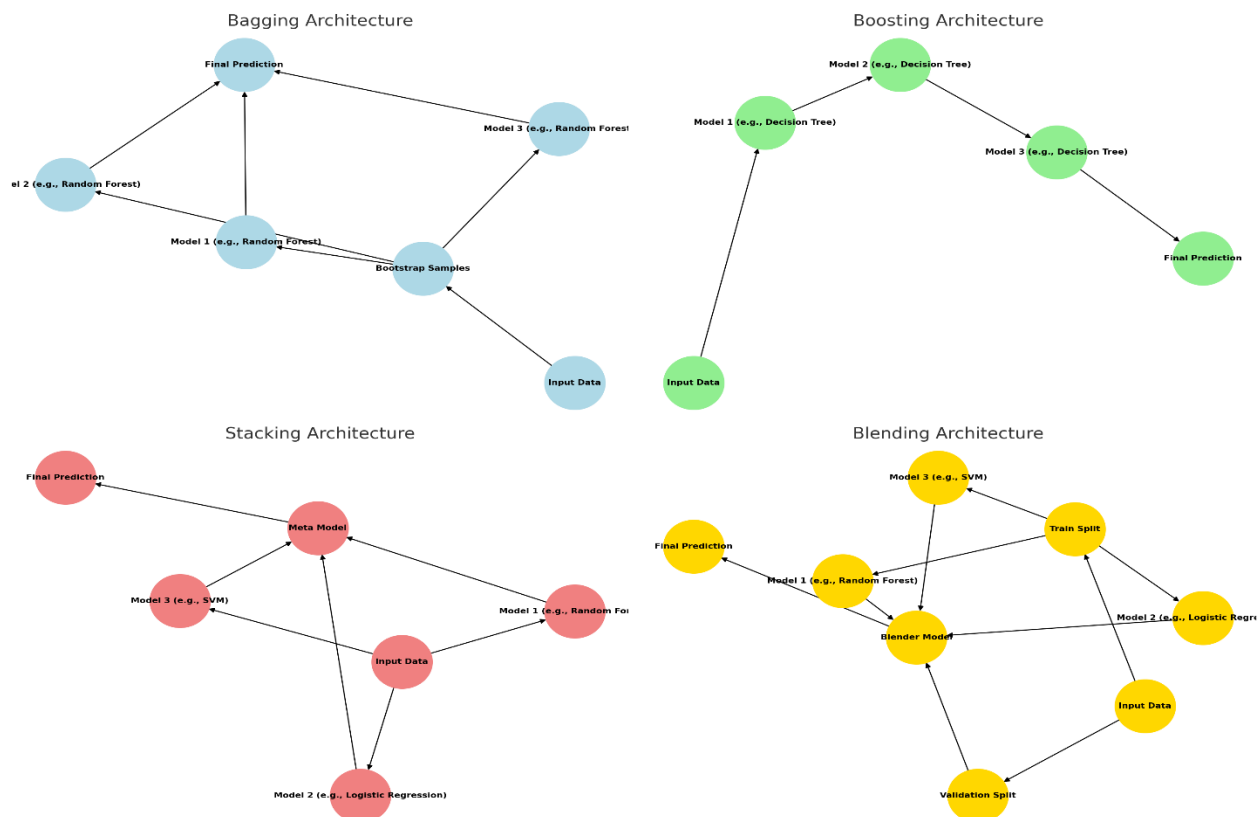 Bagging Architecture
Final Prediction
Model 3 (e.g., Random Forest
el 2 (e.g., Random Forest)
Model 1 (e.g., Random Forest)
Bootstrap Samples
Input Data
Boosting Architecture
Model 2 (e.g., Decision Tree)
Model 1 (e.g., Decision Tree)
Model 3 (e.g., Decision Tree)
Final Prediction
Input Data
Stacking Architecture
Final Prediction
Meta Model
Model 3 (e.g., SVM)
Model 1 (e.g., Random For
Input Data
Model 2 (e.g., Logistic Regression)
Blending Architecture
Model 3 (e.g., SVM)
Train Split
Final Prediction
Model 1 (e.g., Random Forest)
Model 2 (e.g., Logistic Regre
Blender Model
Input Data
Validation Split